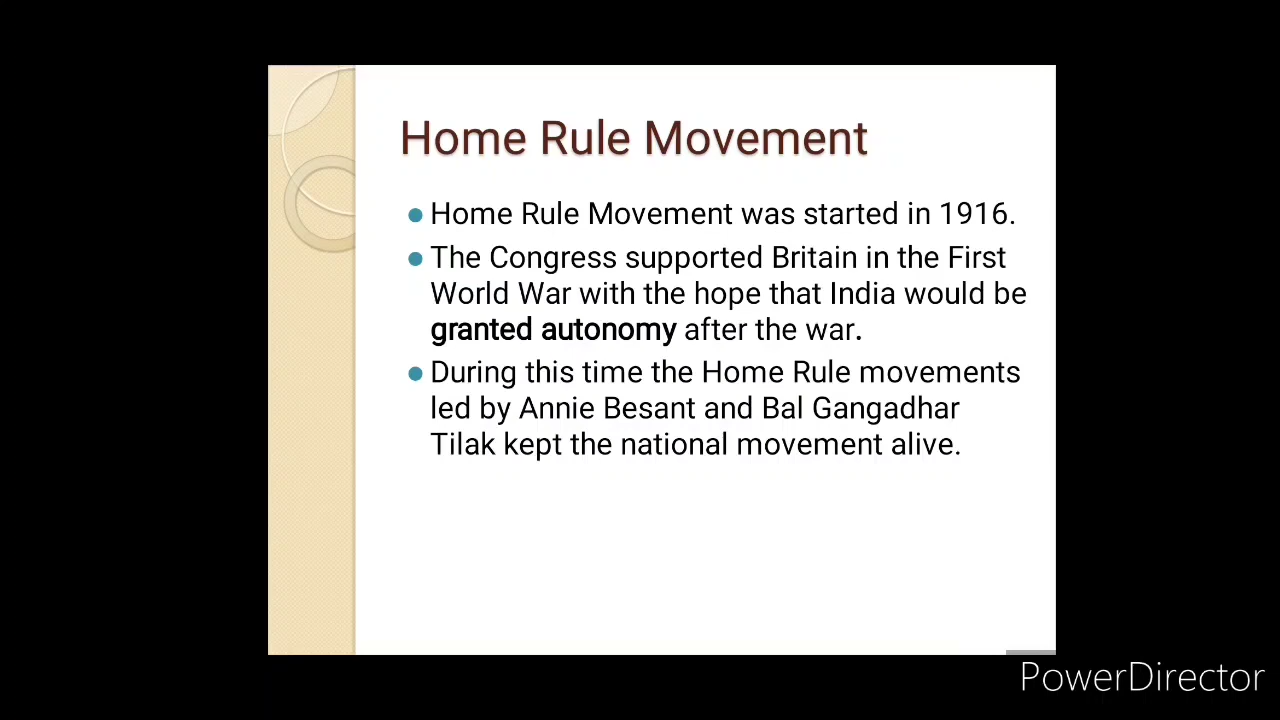 Home Rule Movement
Home Rule Movement was started in 1916.
The Congress supported Britain in the First
World War with the hope that India would be
granted autonomy after the war.
During this time the Home Rule movements
led by Annie Besant and Bal Gangadhar
Tilak kept the national movement alive.
PowerDirector